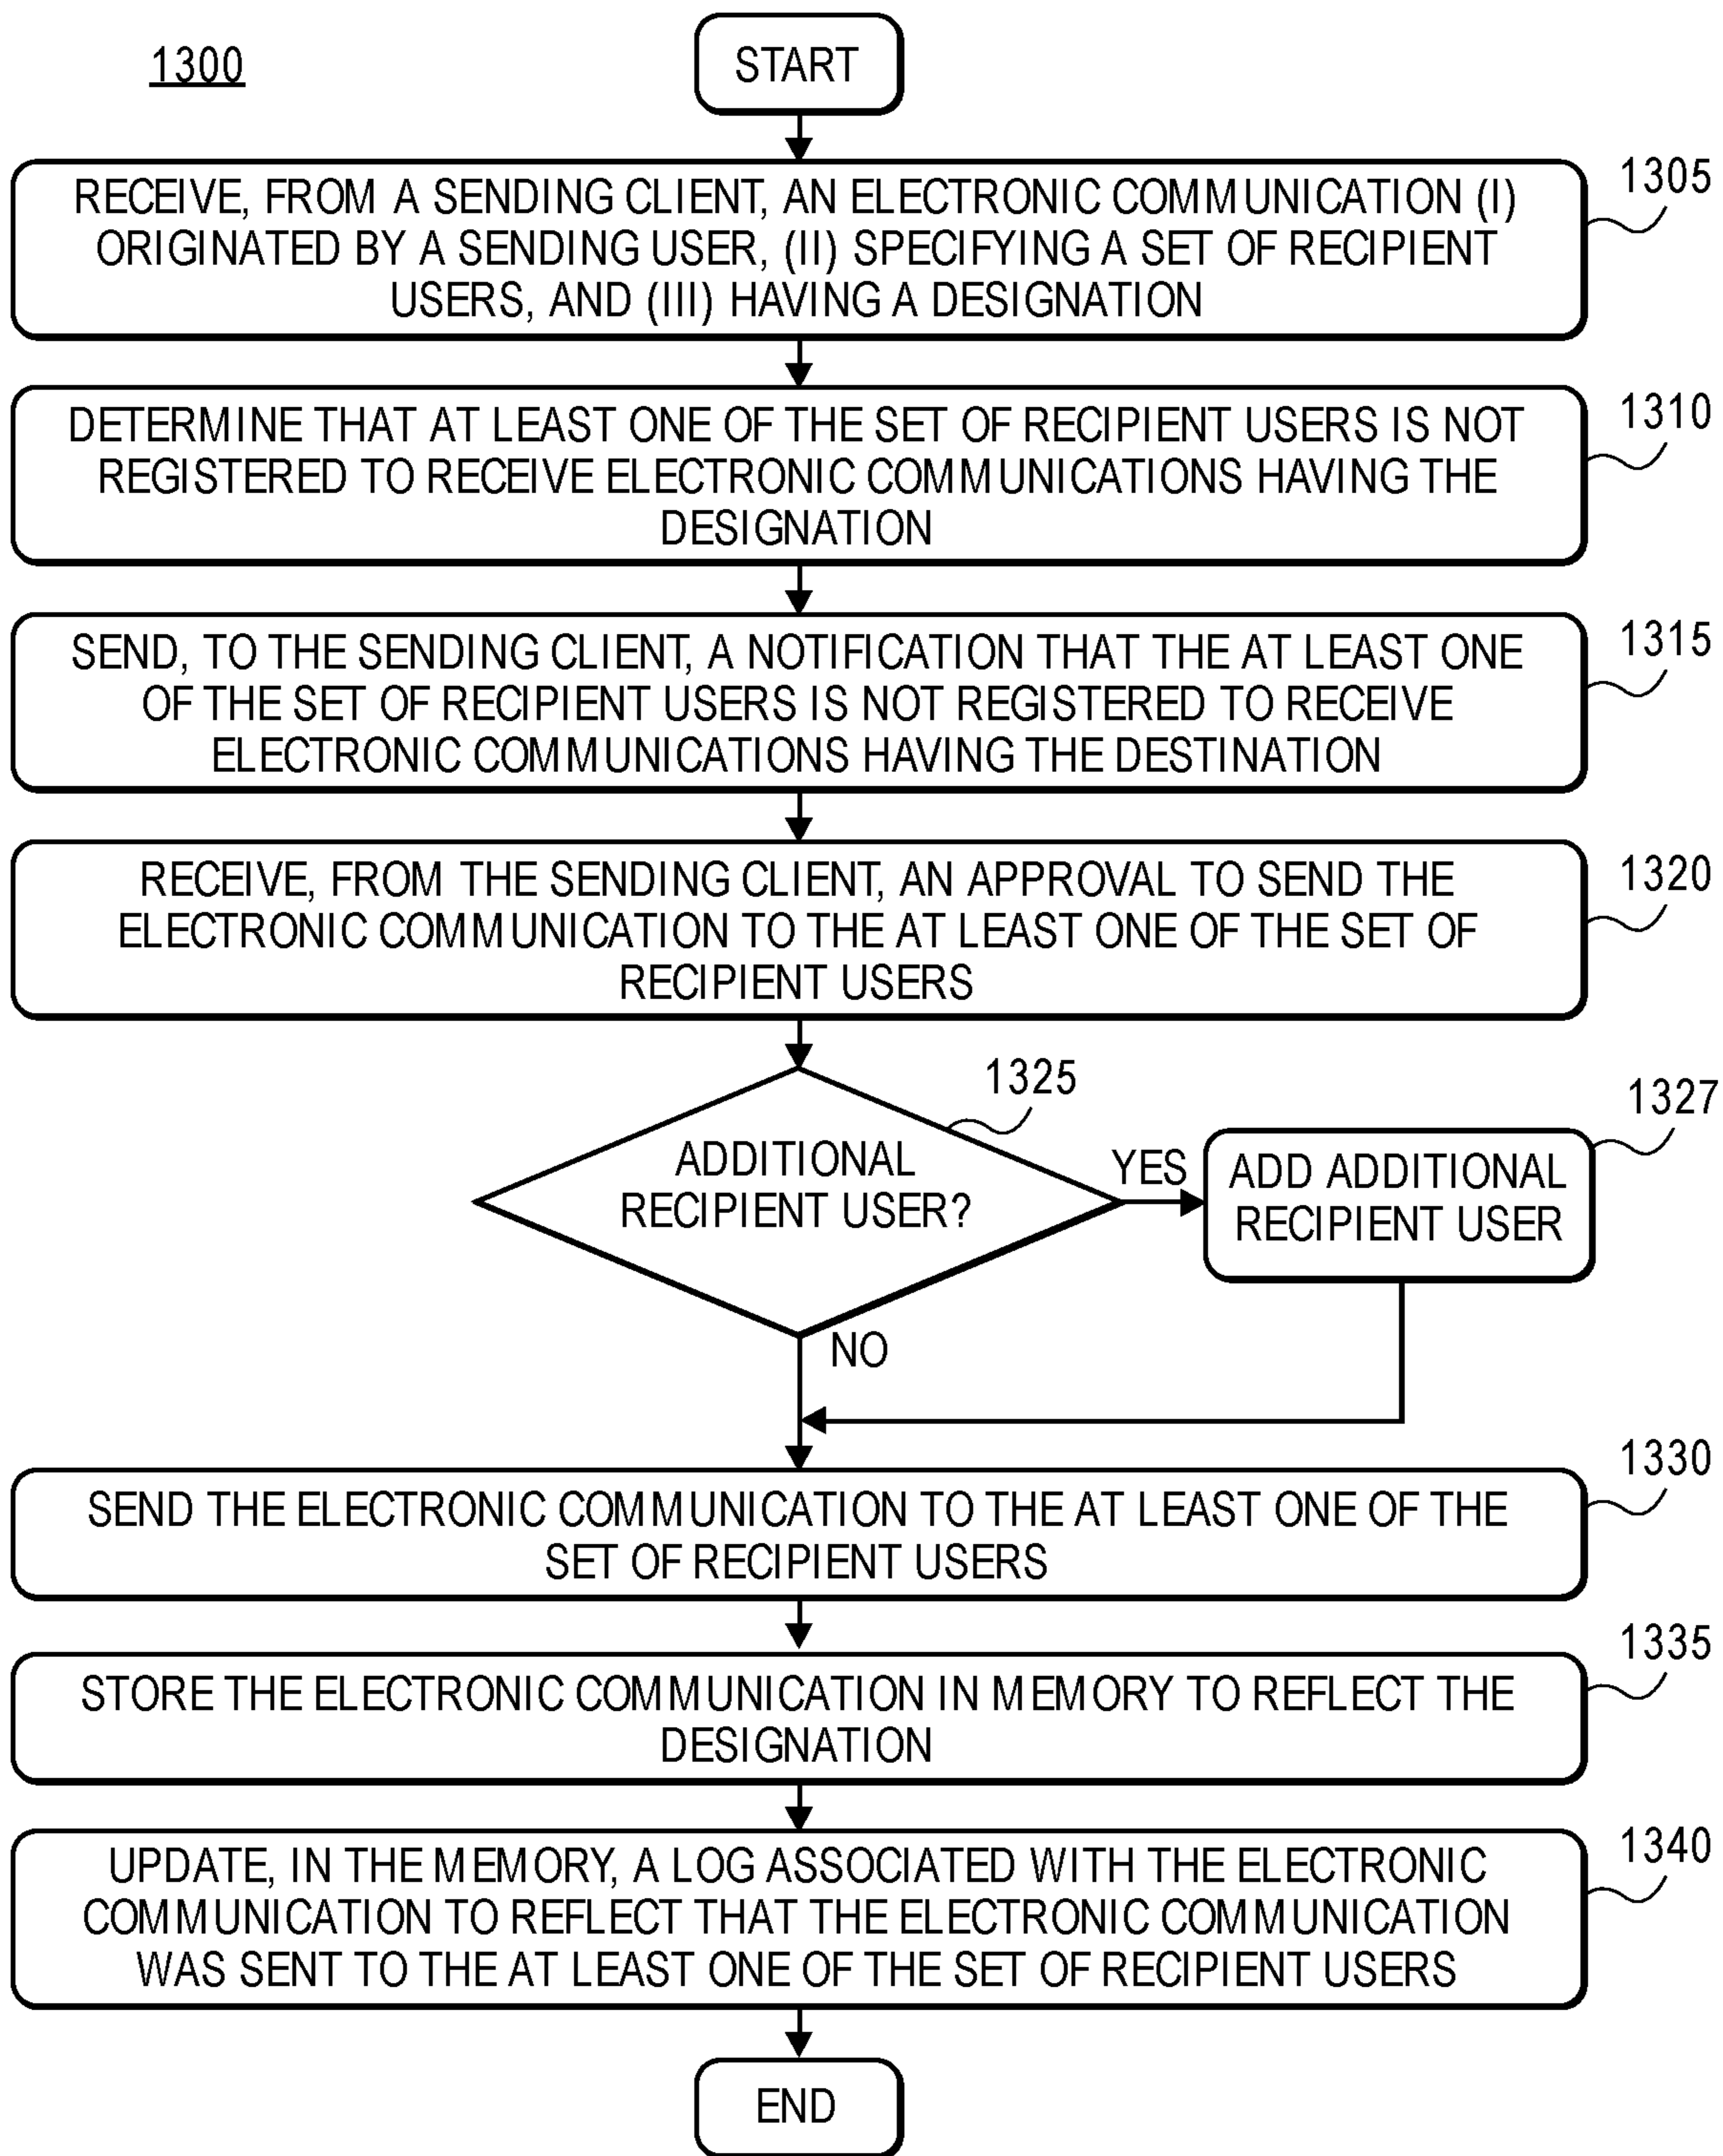 1300
START
1305
RECEIVE, FROM A SENDING CLIENT, AN ELECTRONIC COMMUNICATION (I)
ORIGINATED BY A SENDING USER, (II) SPECIFYING A SET OF RECIPIENT
USERS, AND (III) HAVING A DESIGNATION
1310
DETERMINE THAT AT LEAST ONE OF THE SET OF RECIPIENT USERS IS NOT
REGISTERED TO RECEIVE ELECTRONIC COMMUNICATIONS HAVING THE
DESIGNATION
1315
SEND, TO THE SENDING CLIENT, A NOTIFICATION THAT THE AT LEAST ONE
OF THE SET OF RECIPIENT USERS IS NOT REGISTERED TO RECEIVE
ELECTRONIC COMMUNICATIONS HAVING THE DESTINATION
1320
RECEIVE, FROM THE SENDING CLIENT, AN APPROVAL TO SEND THE
ELECTRONIC COMMUNICATION TO THE AT LEAST ONE OF THE SET OF
RECIPIENT USERS
1325
ADDITIONAL
RECIPIENT USER?
YES
1327
ADD ADDITIONAL
RECIPIENT USER
NO
1330
SEND THE ELECTRONIC COMMUNICATION TO THE AT LEAST ONE OF THE
SET OF RECIPIENT USERS
1335
STORE THE ELECTRONIC COMMUNICATION IN MEMORY TO REFLECT THE
DESIGNATION
1340
UPDATE, IN THE MEMORY, A LOG ASSOCIATED WITH THE ELECTRONIC
COMMUNICATION TO REFLECT THAT THE ELECTRONIC COMMUNICATION
WAS SENT TO THE AT LEAST ONE OF THE SET OF RECIPIENT USERS
END